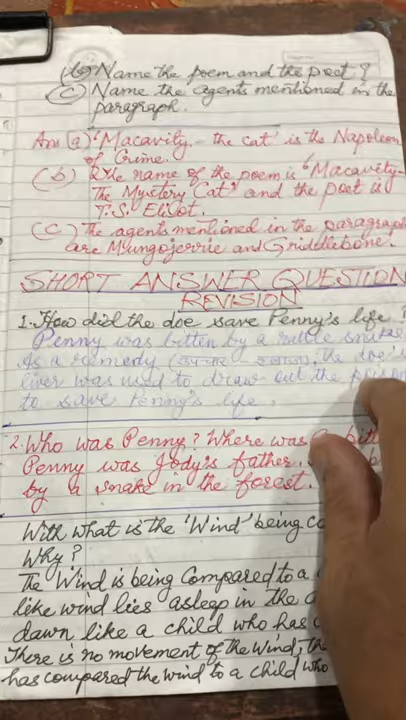 (b) Name the poem and the poet?
(c) Name the agents mentioned in the
paragraph.
Ans (a) 'Macavity - the cat' is the Napoleon
of Crime.
(b) The name of the poem is "Macavity-
The Mystery Cat" and the poet is
T.S. Eliot.
(c) The agents mentioned in the paragraph
are Mungojerrie and Griddlebone.
SHORT ANSWER QUESTION
REVISION
1. How did the doe save Penny's life?
Penny was bitten by a rattle snake
As a remedy the doe's
liver was used to draw out the poison
to save Penny's life.
2. Who was Penny? Where was
Penny was Jody's father.
by a snake in the forest.
With what is the 'Wind' being
Why?
The Wind is being Compared to a
like wind lies asleep in the
dawn like a child who has
There is no movement of the Wind,
has compared the wind to a child who